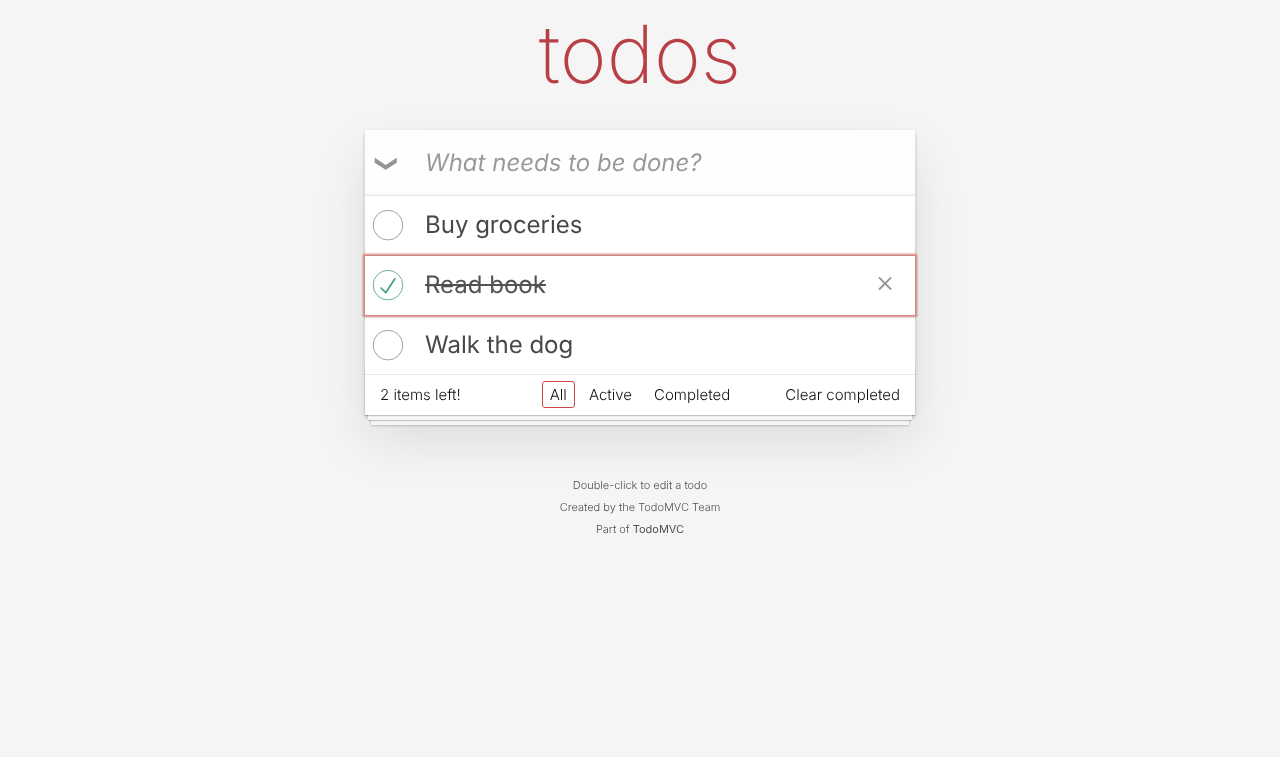 todos
What needs to be done?
Buy groceries
Read book
Walk the dog
2 items left! All Active Completed Clear completed
Double-click to edit a todo
Created by the TodoMVC Team
Part of TodoMVC